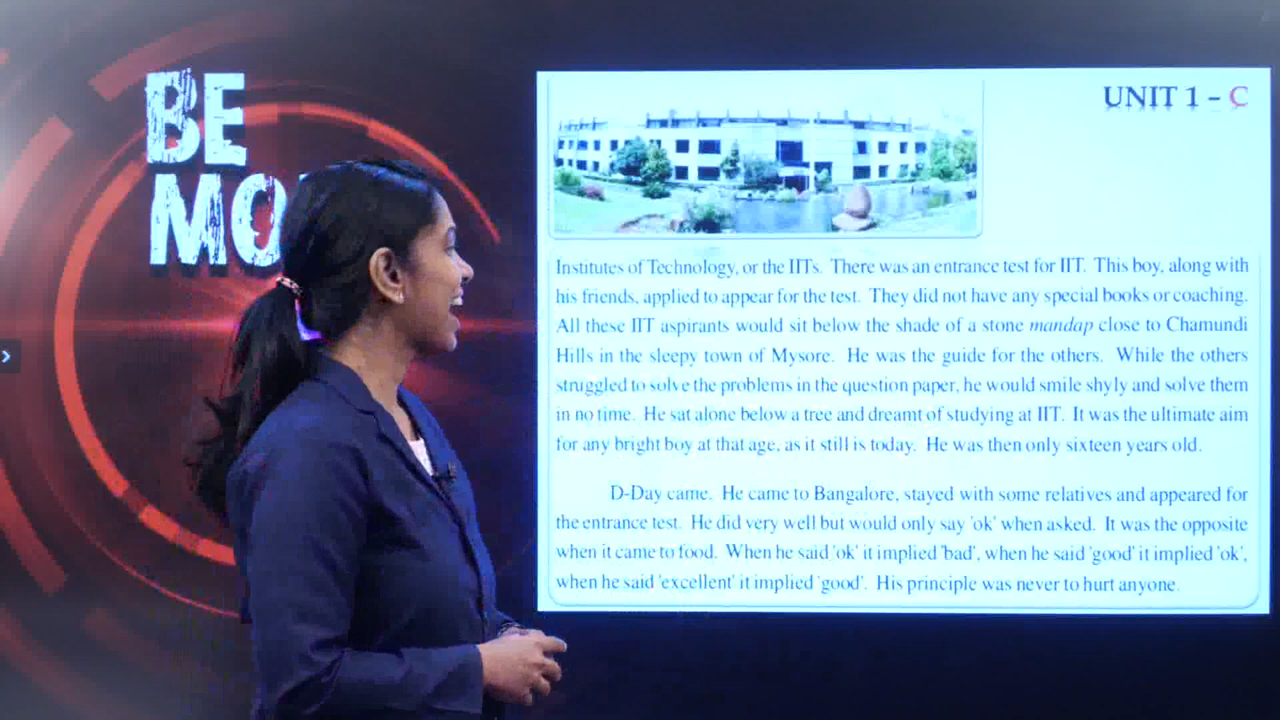 BE
MO
UNIT 1 – C
Institutes of Technology, or the IITs. There was an entrance test for IIT. This boy, along with
his friends, applied to appear for the test. They did not have any special books or coaching.
All these IIT aspirants would sit below the shade of a stone mandap close to Chamundi
Hills in the sleepy town of Mysore. He was the guide for the others. While the others
struggled to solve the problems in the question paper, he would smile shyly and solve them
in no time. He sat alone below a tree and dreamt of studying at IIT. It was the ultimate aim
for any bright boy at that age, as it still is today. He was then only sixteen years old.
D-Day came. He came to Bangalore, stayed with some relatives and appeared for
the entrance test. He did very well but would only say 'ok' when asked. It was the opposite
when it came to food. When he said 'ok' it implied 'bad', when he said 'good' it implied 'ok',
when he said 'excellent' it implied 'good'. His principle was never to hurt anyone.